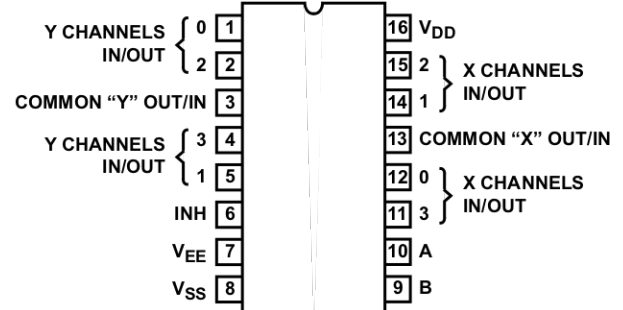 Y CHANNELS IN/OUT
0 1
2 2
COMMON “Y” OUT/IN 3
Y CHANNELS IN/OUT
3 4
1 5
INH 6
VEE 7
VSS 8
16 VDD
15 2
14 1
X CHANNELS IN/OUT
13 COMMON “X” OUT/IN
12 0
11 3
X CHANNELS IN/OUT
10 A
9 B